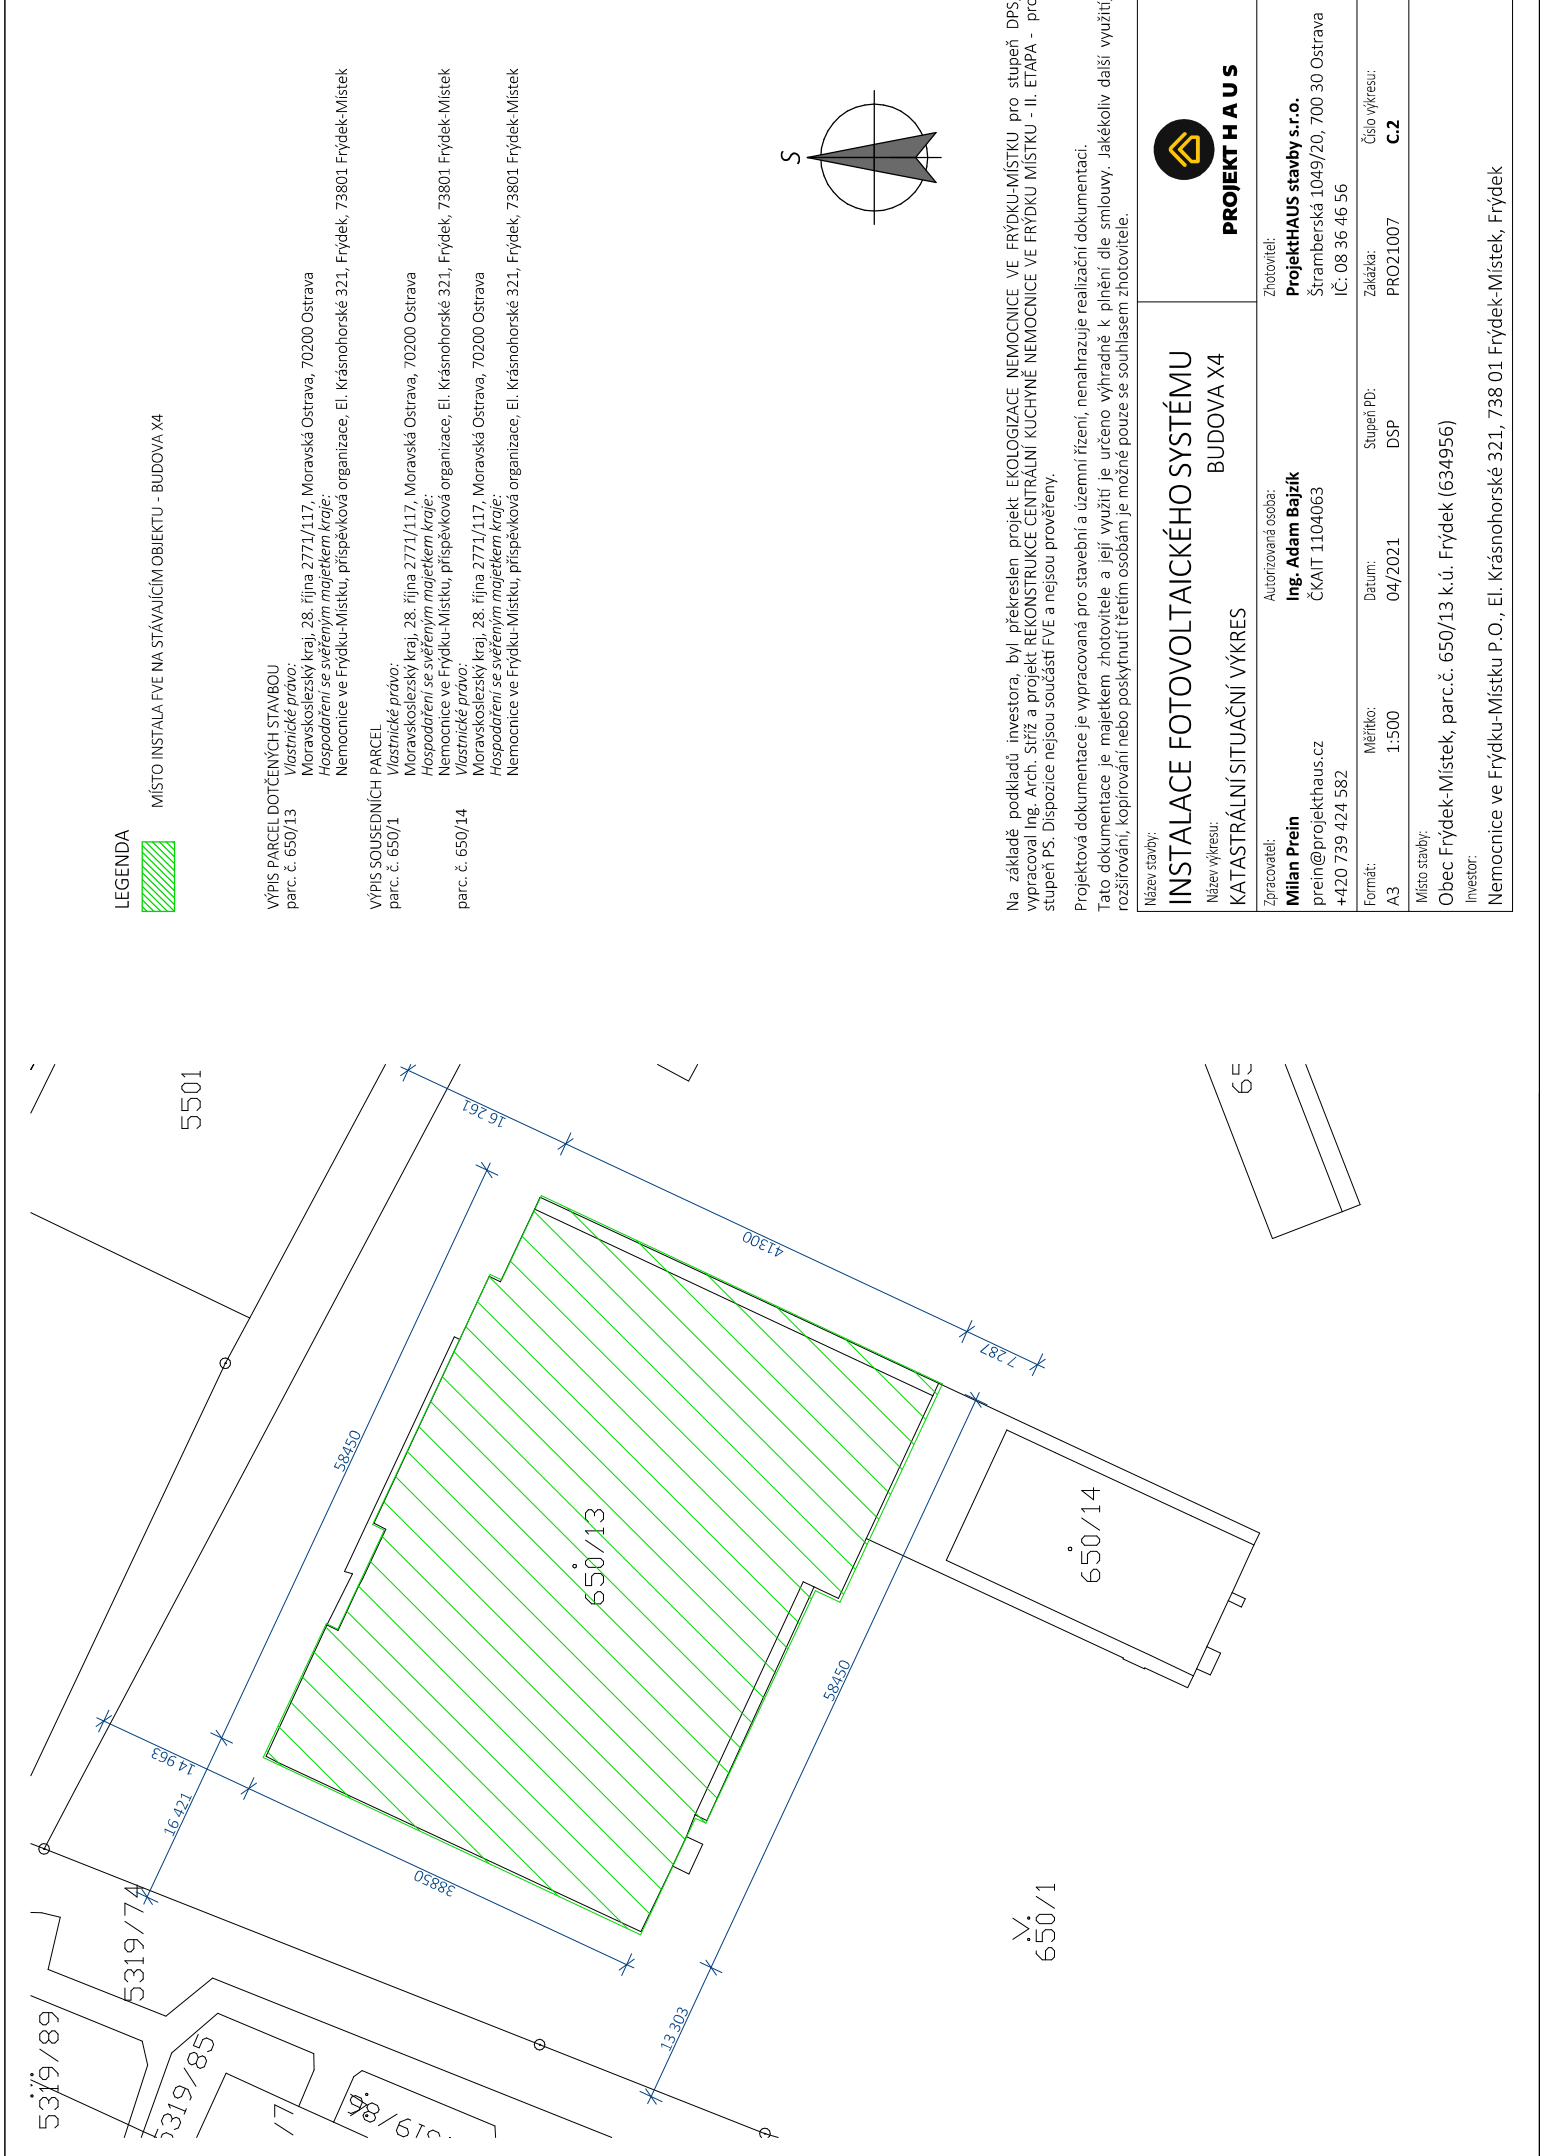 LEGENDA
MÍSTO INSTALA FVE NA STÁVAJÍCÍM OBJEKTU - BUDOVA X4
VÝPIS PARCEL DOTČENÝCH STAVBOU
parc. č. 650/13
Vlastnické právo:
Moravskoslezský kraj, 28. října 2771/117, Moravská Ostrava, 70200 Ostrava
Hospodaření se svěřeným majetkem kraje:
Nemocnice ve Frýdku-Místku, příspěvková organizace, El. Krásnohorské 321, Frýdek, 73801 Frýdek-Místek
VÝPIS SOUSEDNÍCH PARCEL
parc. č. 650/1
Vlastnické právo:
Moravskoslezský kraj, 28. října 2771/117, Moravská Ostrava, 70200 Ostrava
Hospodaření se svěřeným majetkem kraje:
Nemocnice ve Frýdku-Místku, příspěvková organizace, El. Krásnohorské 321, Frýdek, 73801 Frýdek-Místek
parc. č. 650/14
Vlastnické právo:
Moravskoslezský kraj, 28. října 2771/117, Moravská Ostrava, 70200 Ostrava
Hospodaření se svěřeným majetkem kraje:
Nemocnice ve Frýdku-Místku, příspěvková organizace, El. Krásnohorské 321, Frýdek, 73801 Frýdek-Místek
S
Na základě podkladů investora, byl překreslen projekt EKOLOGIZACE NEMOCNICE VE FRÝDKU-MÍSTKU pro stupeň DPS,
vypracoval Ing. Arch. Stříž a projekt REKONSTRUKCE CENTRÁLNÍ KUCHYNĚ NEMOCNICE VE FRÝDKU MÍSTKU - II. ETAPA - pro
stupeň PS. Dispozice nejsou součástí FVE a nejsou prověřeny.
Projektová dokumentace je vypracovaná pro stavební a územní řízení, nenahrazuje realizační dokumentaci.
Tato dokumentace je majetkem zhotovitele a její využití je určeno výhradně k plnění dle smlouvy. Jakékoliv další využití,
rozšiřování, kopírování nebo poskytnutí třetím osobám je možné pouze se souhlasem zhotovitele.
Název stavby:
INSTALACE FOTOVOLTAICKÉHO SYSTÉMU
BUDOVA X4
Název výkresu:
KATASTRÁLNÍ SITUAČNÍ VÝKRES
PROJEKT HAUS
Zpracovatel:
Milan Prein
prein@projekthaus.cz
+420 739 424 582
Autorizovaná osoba:
Ing. Adam Bajzík
ČKAIT 1104063
Zhotovitel:
ProjektHAUS stavby s.r.o.
Štramberská 1049/20, 700 30 Ostrava
IČ: 08 36 46 56
Formát:
A3
Měřítko:
1:500
Datum:
04/2021
Stupeň PD:
DSP
Zakázka:
PRO21007
Číslo výkresu:
C.2
Místo stavby:
Obec Frýdek-Místek, parc.č. 650/13 k.ú. Frýdek (634956)
Investor:
Nemocnice ve Frýdku-Místku P.O., El. Krásnohorské 321, 738 01 Frýdek-Místek, Frýdek
5501
16 261
41300
7 287
58450
650/13
650/14
58450
14 963
16 421
38850
13 303
650/1
5319/74
5319/89
5319/85